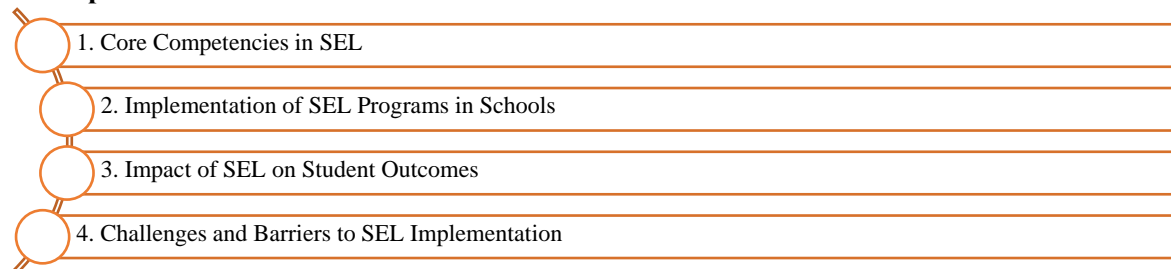 1. Core Competencies in SEL
2. Implementation of SEL Programs in Schools
3. Impact of SEL on Student Outcomes
4. Challenges and Barriers to SEL Implementation